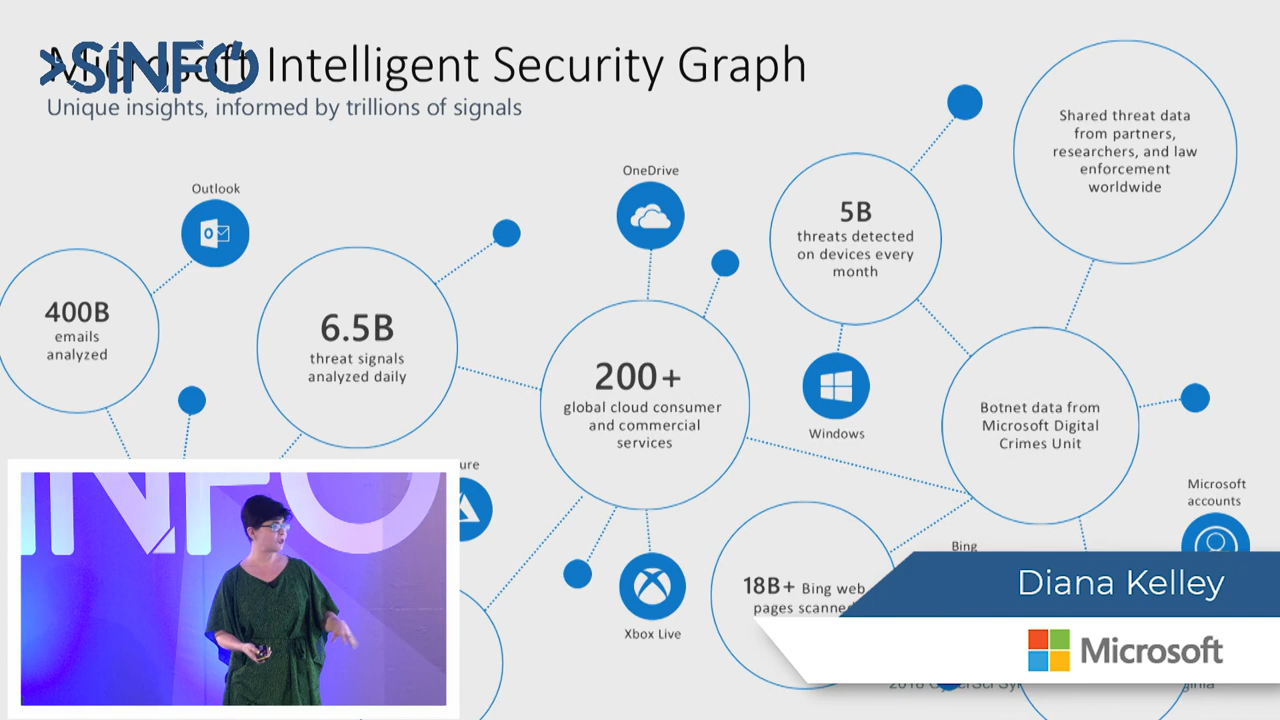 >SINFO
Microsoft Intelligent Security Graph
Unique insights, informed by trillions of signals
Outlook
400B
emails
analyzed
6.5B
threat signals
analyzed daily
OneDrive
200+
global cloud consumer
and commercial
services
Xbox Live
5B
threats detected
on devices every
month
Windows
Shared threat data
from partners,
researchers, and law
enforcement
worldwide
Botnet data from
Microsoft Digital
Crimes Unit
Microsoft
accounts
Bing
18B+ Bing web
pages scanned
INFO
Diana Kelley
Microsoft
2018